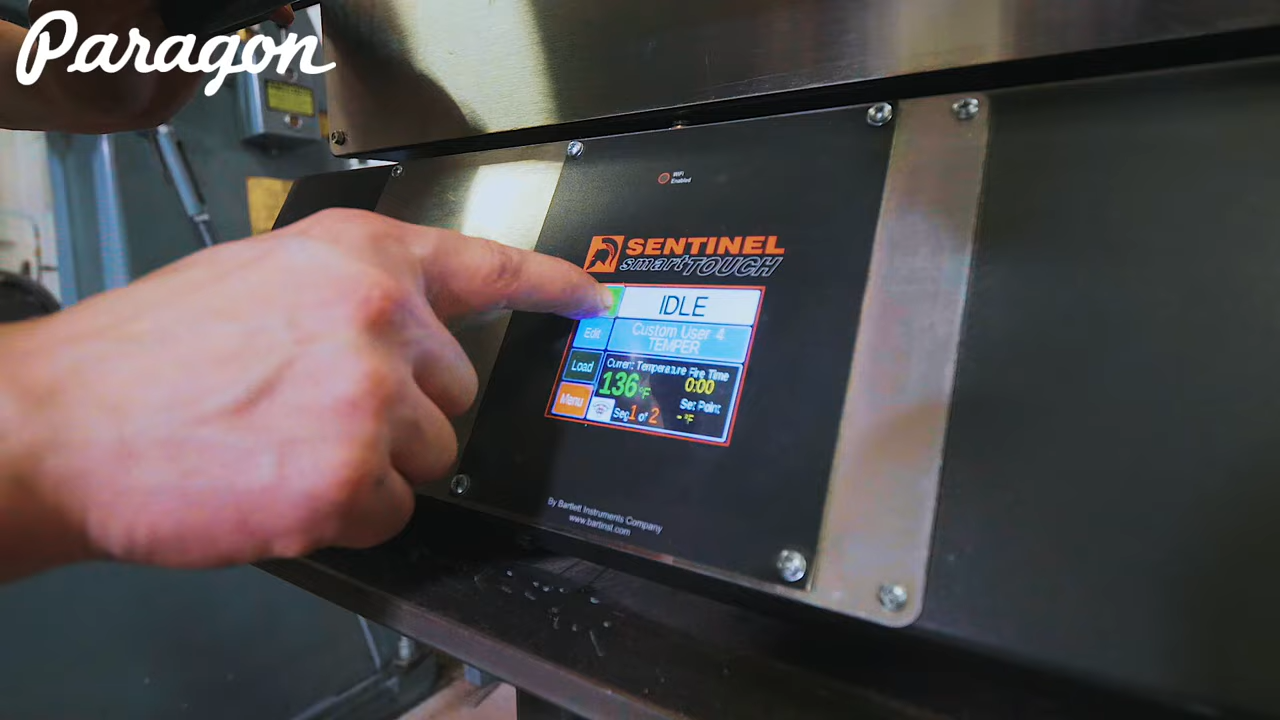 Paragon
WiFi
Enabled
SENTINEL
smartTOUCH
IDLE
Edit
Custom User 4
TEMPER
Load
Current Temperature Fire Time
136°F
0:00
Menu
Seg 1 of 2
Set Point
- °F
By Bartlett Instruments Company
www.bartinst.com